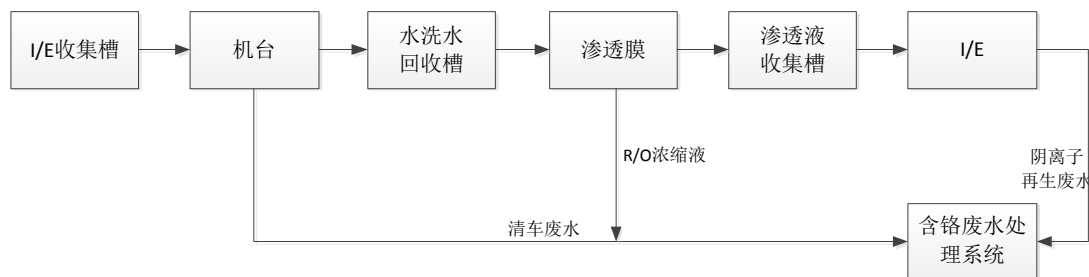 I/E收集槽
机台
水洗水
回收槽
渗透膜
渗透液
收集槽
I/E
R/O浓缩液
阴离子
再生废水
清车废水
含铬废水处
理系统